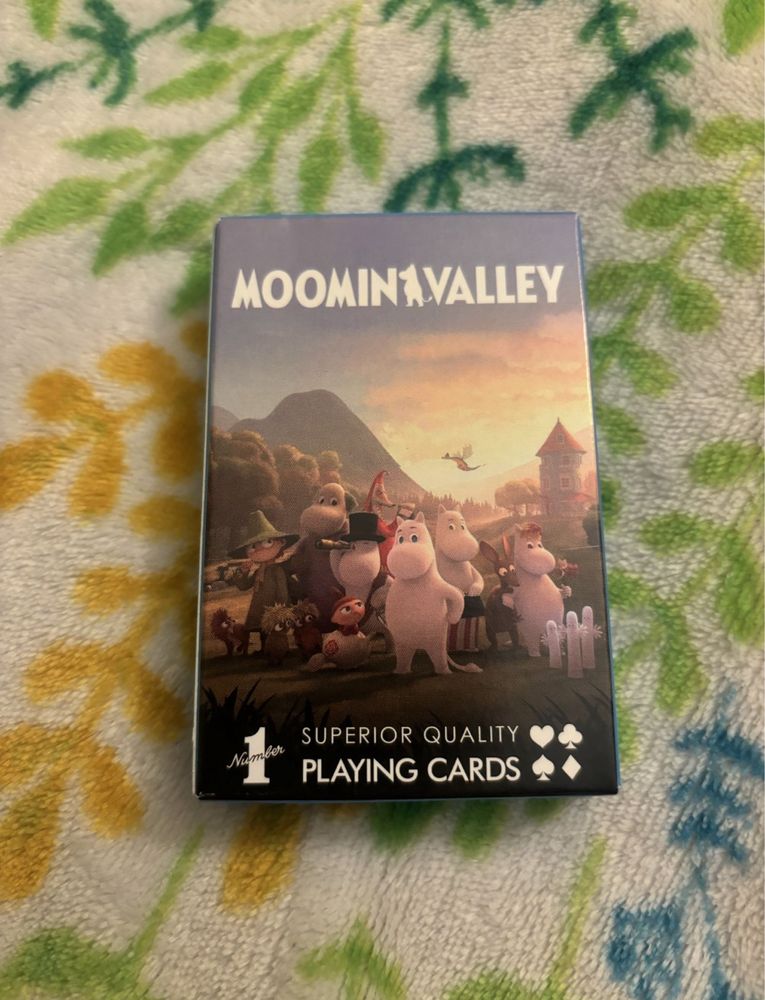 MOOMINVALLEY
SUPERIOR QUALITY
Number 1 PLAYING CARDS